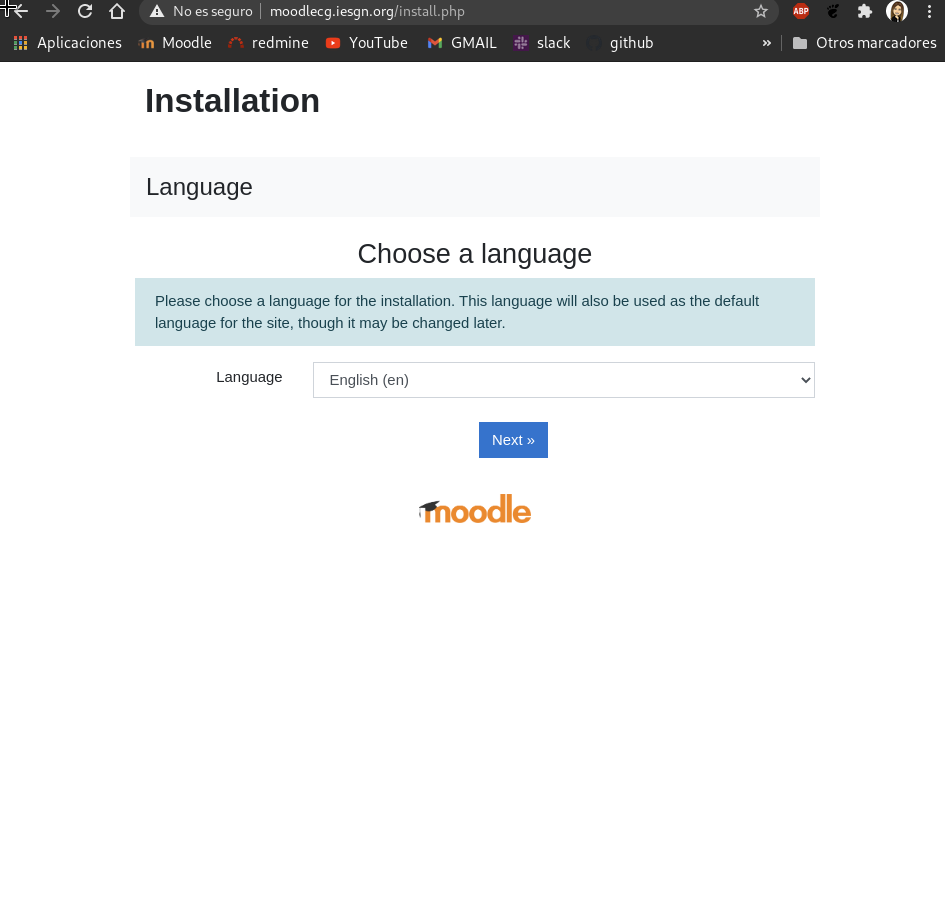 No es seguro | moodlecg.iesgn.org/install.php ABP
Aplicaciones Moodle redmine YouTube GMAIL slack github » Otros marcadores
Installation
Language
Choose a language
Please choose a language for the installation. This language will also be used as the default
language for the site, though it may be changed later.
Language English (en)
Next »
moodle